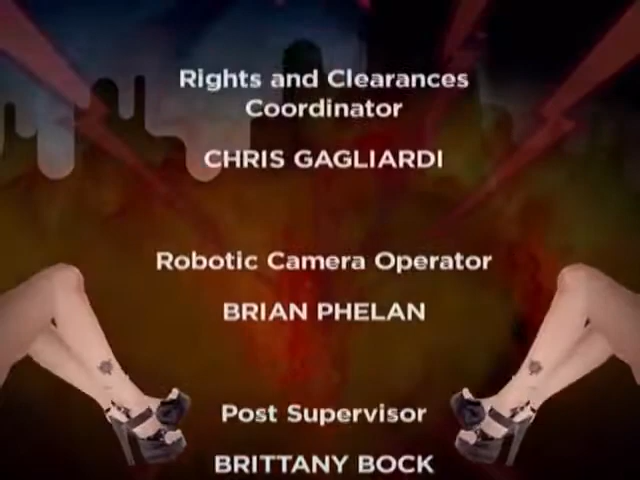 Rights and Clearances
Coordinator
CHRIS GAGLIARDI
Robotic Camera Operator
BRIAN PHELAN
Post Supervisor
BRITTANY BOCK